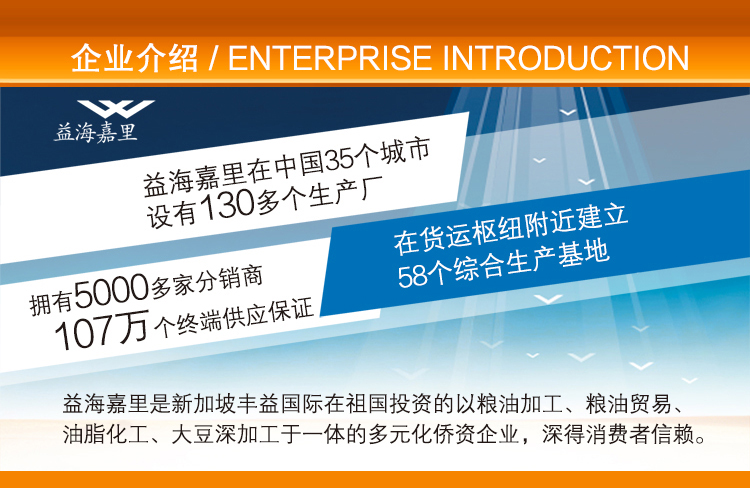 企业介绍 / ENTERPRISE INTRODUCTION
益海嘉里
益海嘉里在中国35个城市
设有130多个生产厂
在货运枢纽附近建立
58个综合生产基地
拥有5000多家分销商
107万个终端供应保证
益海嘉里是新加坡丰益国际在祖国投资的以粮油加工、粮油贸易、
油脂化工、大豆深加工于一体的多元化侨资企业，深得消费者信赖。